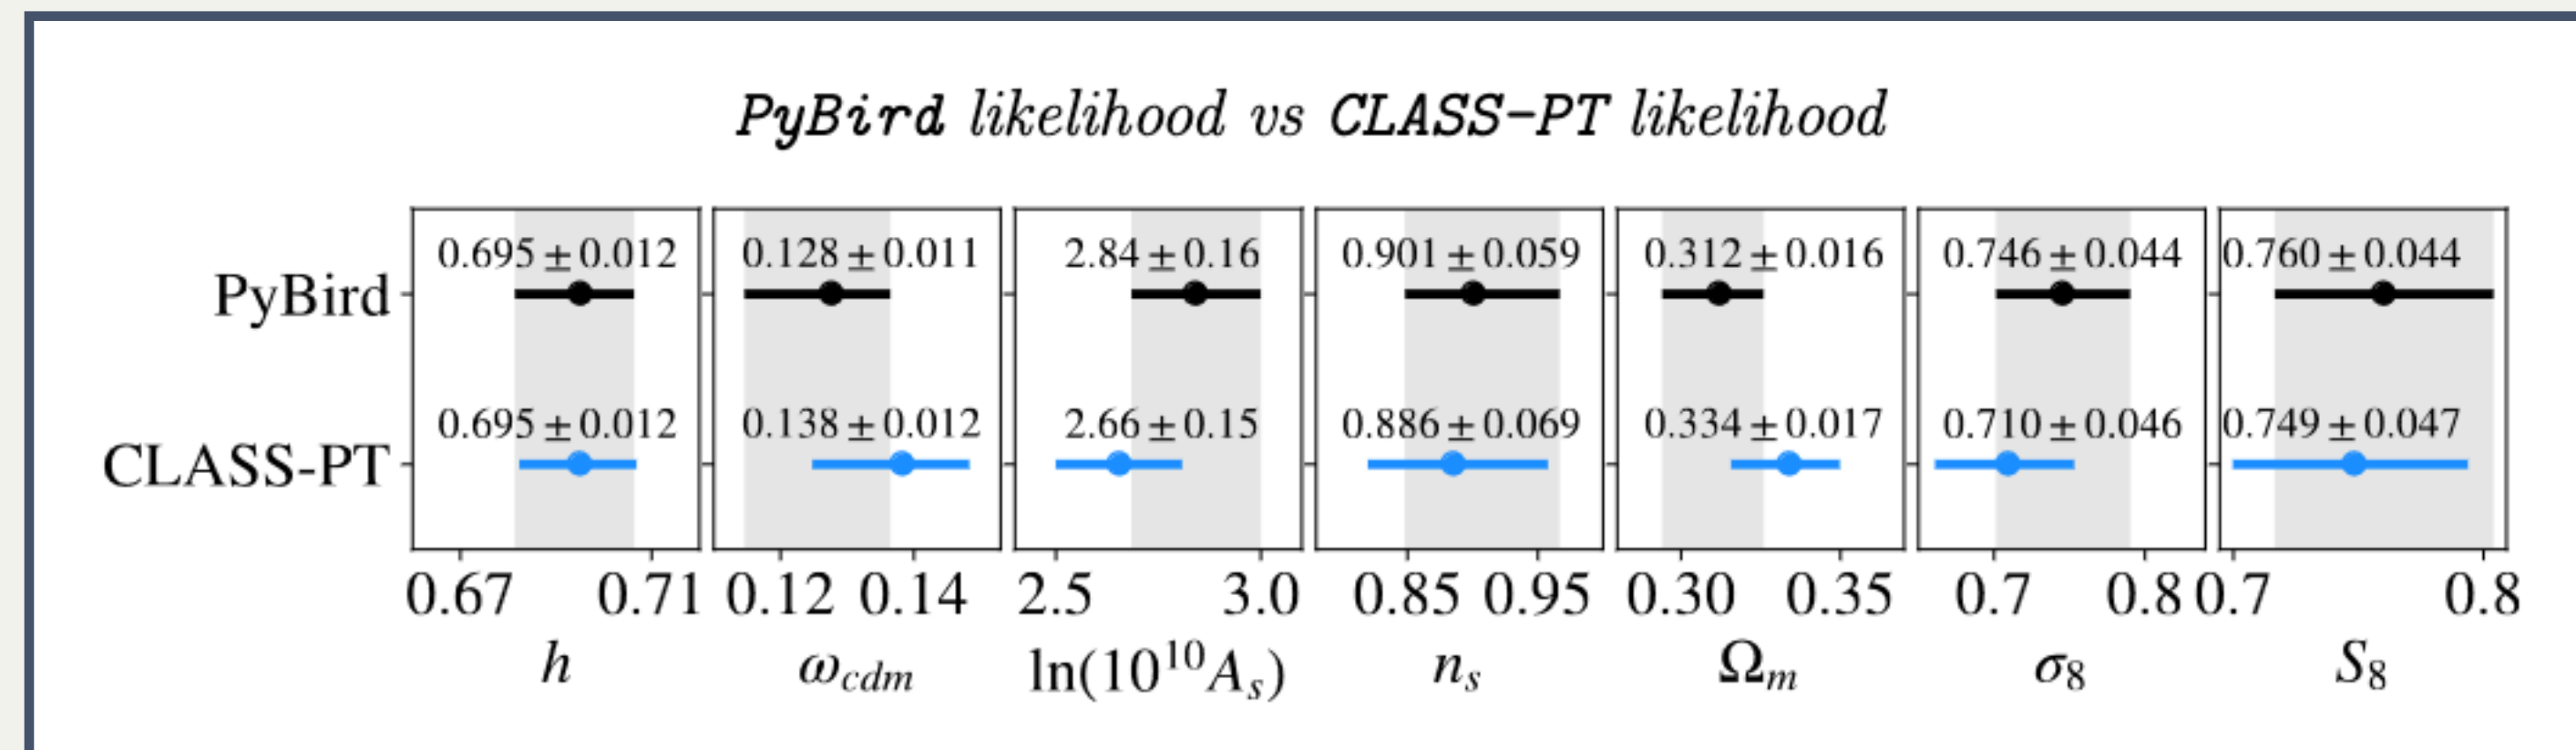 PyBird likelihood vs CLASS-PT likelihood
PyBird 0.695 ± 0.012 0.128 ± 0.011 2.84 ± 0.16 0.901 ± 0.059 0.312 ± 0.016 0.746 ± 0.044 0.760 ± 0.044
CLASS-PT 0.695 ± 0.012 0.138 ± 0.012 2.66 ± 0.15 0.886 ± 0.069 0.334 ± 0.017 0.710 ± 0.046 0.749 ± 0.047
0.67 0.71 0.12 0.14 2.5 3.0 0.85 0.95 0.30 0.35 0.7 0.8 0.7 0.8
h ω_cdm ln(10¹⁰A_s) n_s Ω_m σ_8 S_8